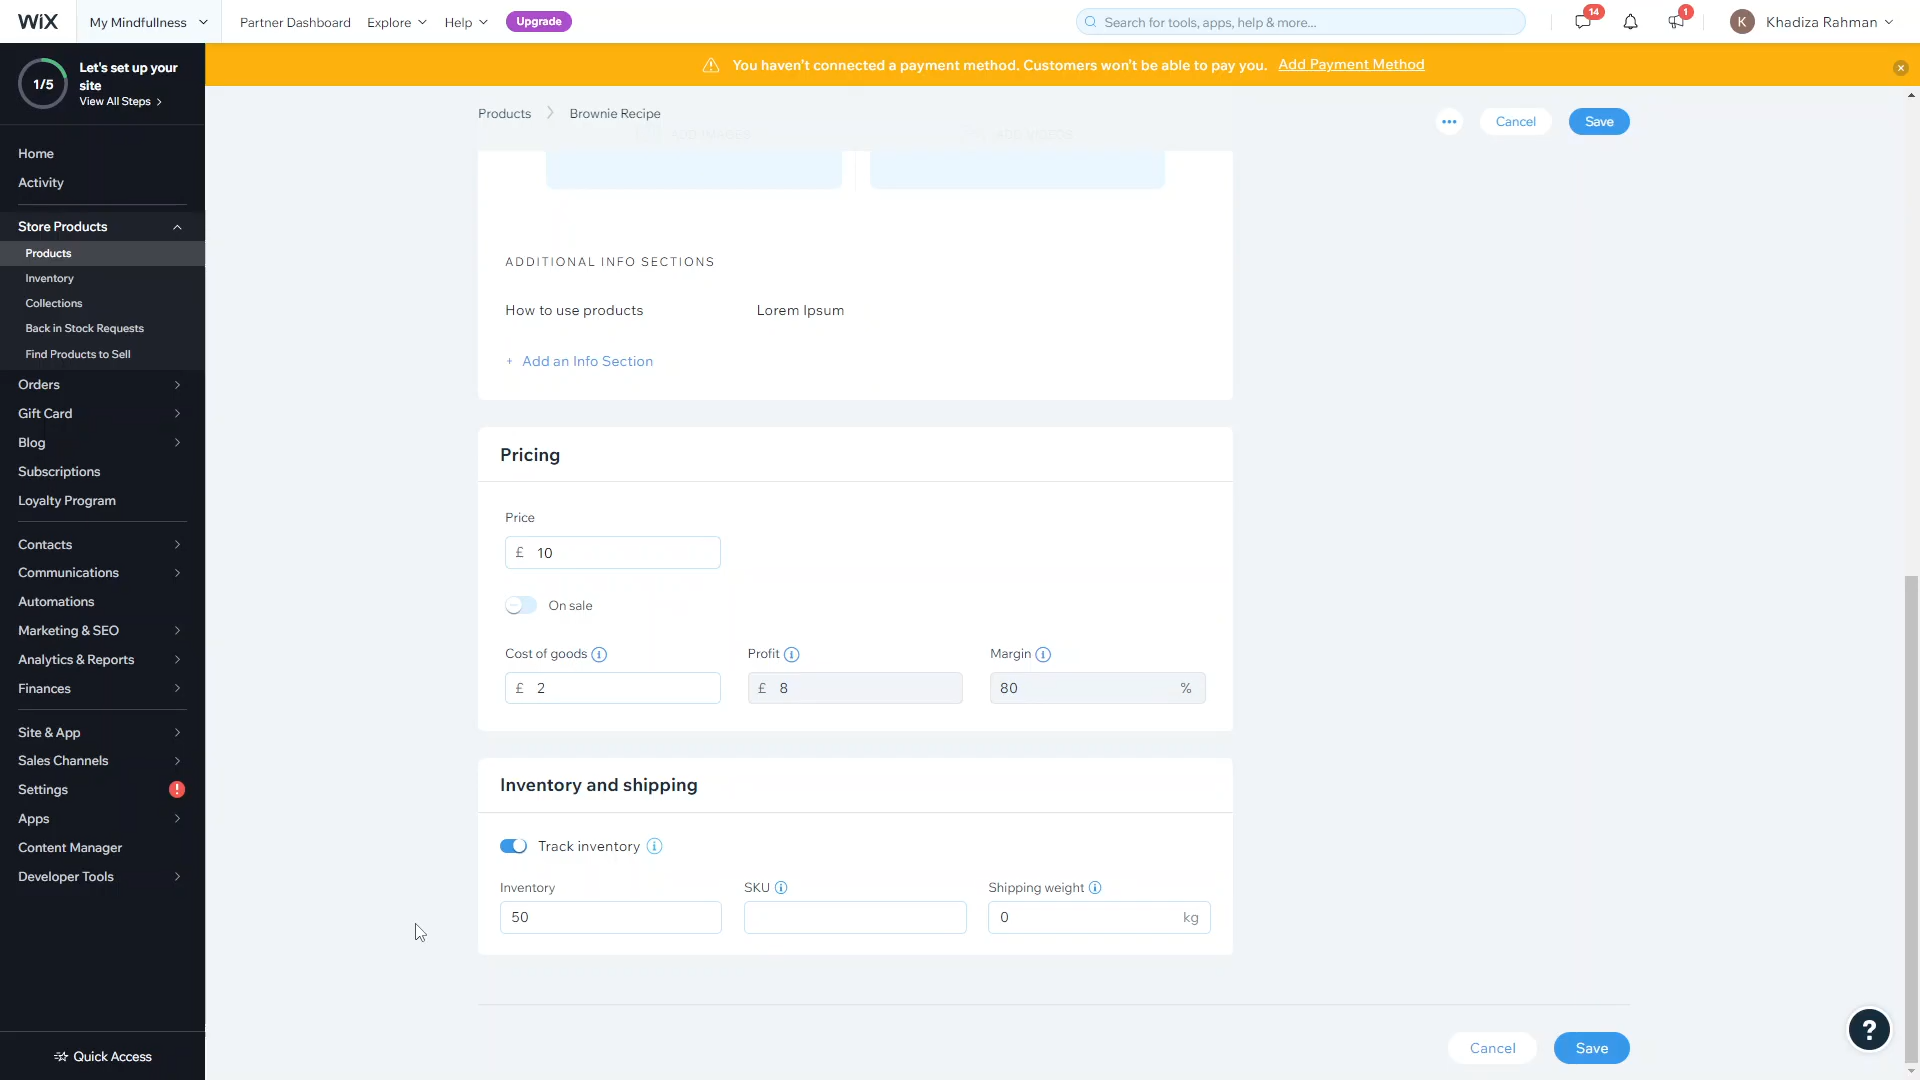 WiX
My Mindfullness
Partner Dashboard
Explore
Help
Upgrade
Search for tools, apps, help & more...
14
1
K
Khadiza Rahman
1/5
Let's set up your site
View All Steps
You haven't connected a payment method. Customers won't be able to pay you. Add Payment Method
Home
Activity
Store Products
Products
Inventory
Collections
Back in Stock Requests
Find Products to Sell
Orders
Gift Card
Blog
Subscriptions
Loyalty Program
Contacts
Communications
Automations
Marketing & SEO
Analytics & Reports
Finances
Site & App
Sales Channels
Settings
!
Apps
Content Manager
Developer Tools
Quick Access
Products
Brownie Recipe
Cancel
Save
ADDITIONAL INFO SECTIONS
How to use products
Lorem Ipsum
+ Add an Info Section
Pricing
Price
£ 10
On sale
Cost of goods
Profit
Margin
£ 2
£ 8
80 %
Inventory and shipping
Track inventory
Inventory
SKU
Shipping weight
50
0 kg
Cancel
Save
?